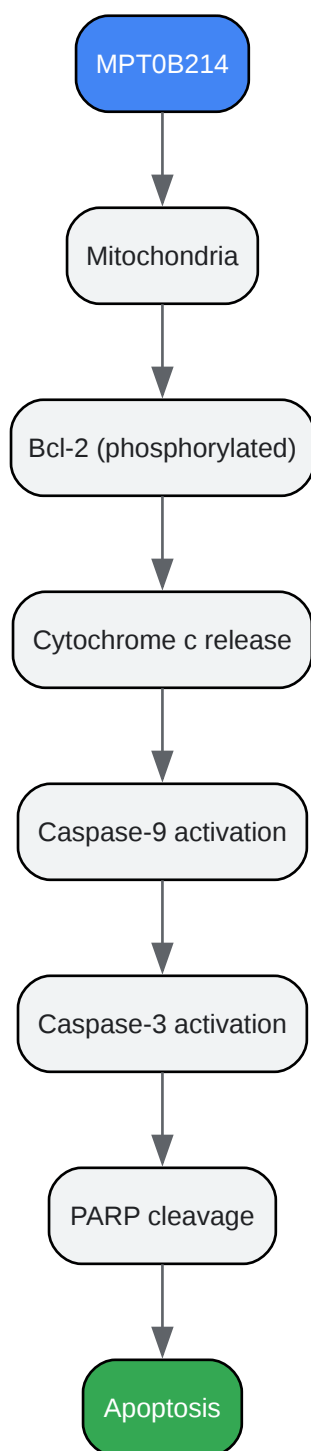 MPT0B214
Mitochondria
Bcl-2 (phosphorylated)
Cytochrome c release
Caspase-9 activation
Caspase-3 activation
PARP cleavage
Apoptosis